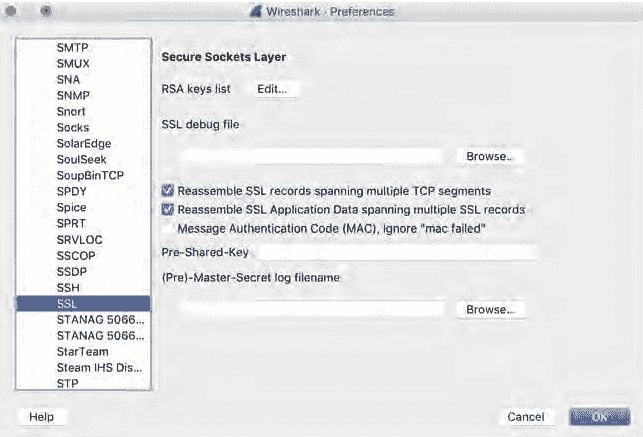 Wireshark · Preferences
SMTP
SMUX
SNA
SNMP
Snort
Socks
SolarEdge
SoulSeek
SoupBinTCP
SPDY
Spice
SPRT
SRVLOC
SSCOP
SSDP
SSH
SSL
STANAG 5066...
STANAG 5066...
StarTeam
Steam IHS Dis...
STP
Secure Sockets Layer
RSA keys list Edit...
SSL debug file
Browse...
Reassemble SSL records spanning multiple TCP segments
Reassemble SSL Application Data spanning multiple SSL records
Message Authentication Code (MAC), ignore "mac failed"
Pre-Shared-Key
(Pre)-Master-Secret log filename
Browse...
Help Cancel OK